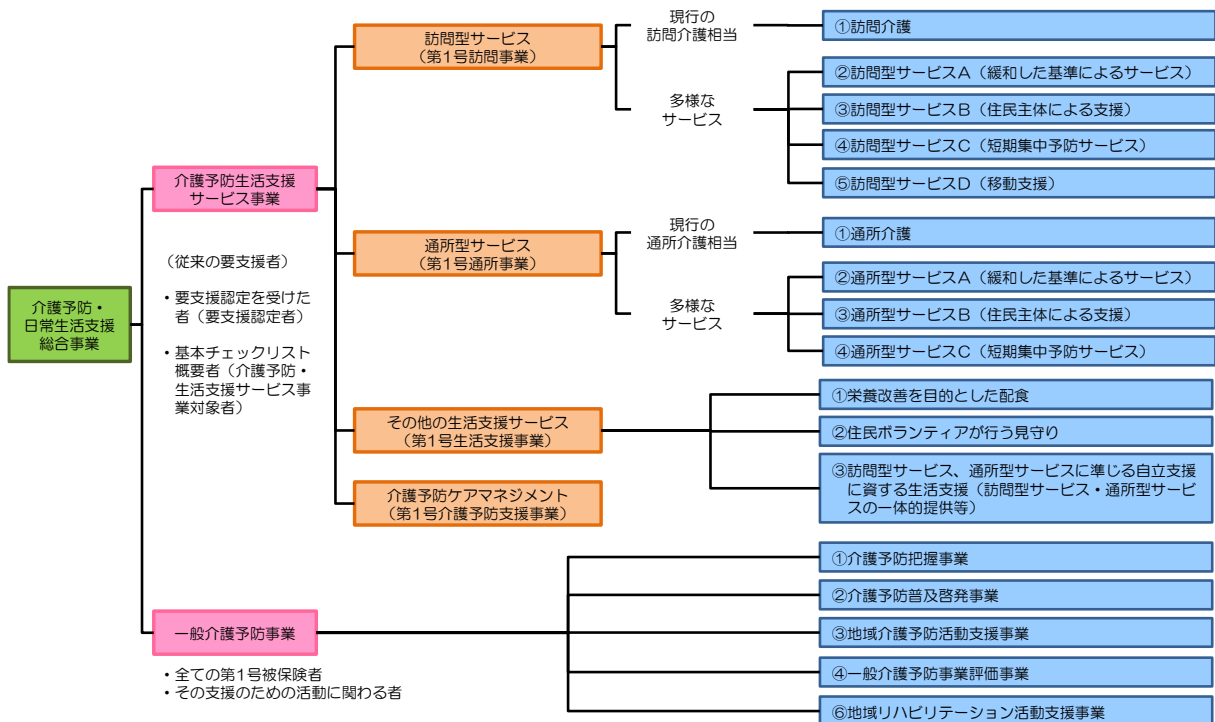 介護予防・
日常生活支援
総合事業
介護予防生活支援
サービス事業
（従来の要支援者）
・要支援認定を受けた
者（要支援認定者）
・基本チェックリスト
概要者（介護予防・
生活支援サービス事
業対象者）
訪問型サービス
（第1号訪問事業）
現行の
訪問介護相当
①訪問介護
多様な
サービス
②訪問型サービスA（緩和した基準によるサービス）
③訪問型サービスB（住民主体による支援）
④訪問型サービスC（短期集中予防サービス）
⑤訪問型サービスD（移動支援）
通所型サービス
（第1号通所事業）
現行の
通所介護相当
①通所介護
多様な
サービス
②通所型サービスA（緩和した基準によるサービス）
③通所型サービスB（住民主体による支援）
④通所型サービスC（短期集中予防サービス）
その他の生活支援サービス
（第1号生活支援事業）
①栄養改善を目的とした配食
②住民ボランティアが行う見守り
③訪問型サービス、通所型サービスに準じる自立支援
に資する生活支援（訪問型サービス・通所型サービ
スの一体的提供等）
介護予防ケアマネジメント
（第1号介護予防支援事業）
一般介護予防事業
・全ての第1号被保険者
・その支援のための活動に関わる者
①介護予防把握事業
②介護予防普及啓発事業
③地域介護予防活動支援事業
④一般介護予防事業評価事業
⑥地域リハビリテーション活動支援事業